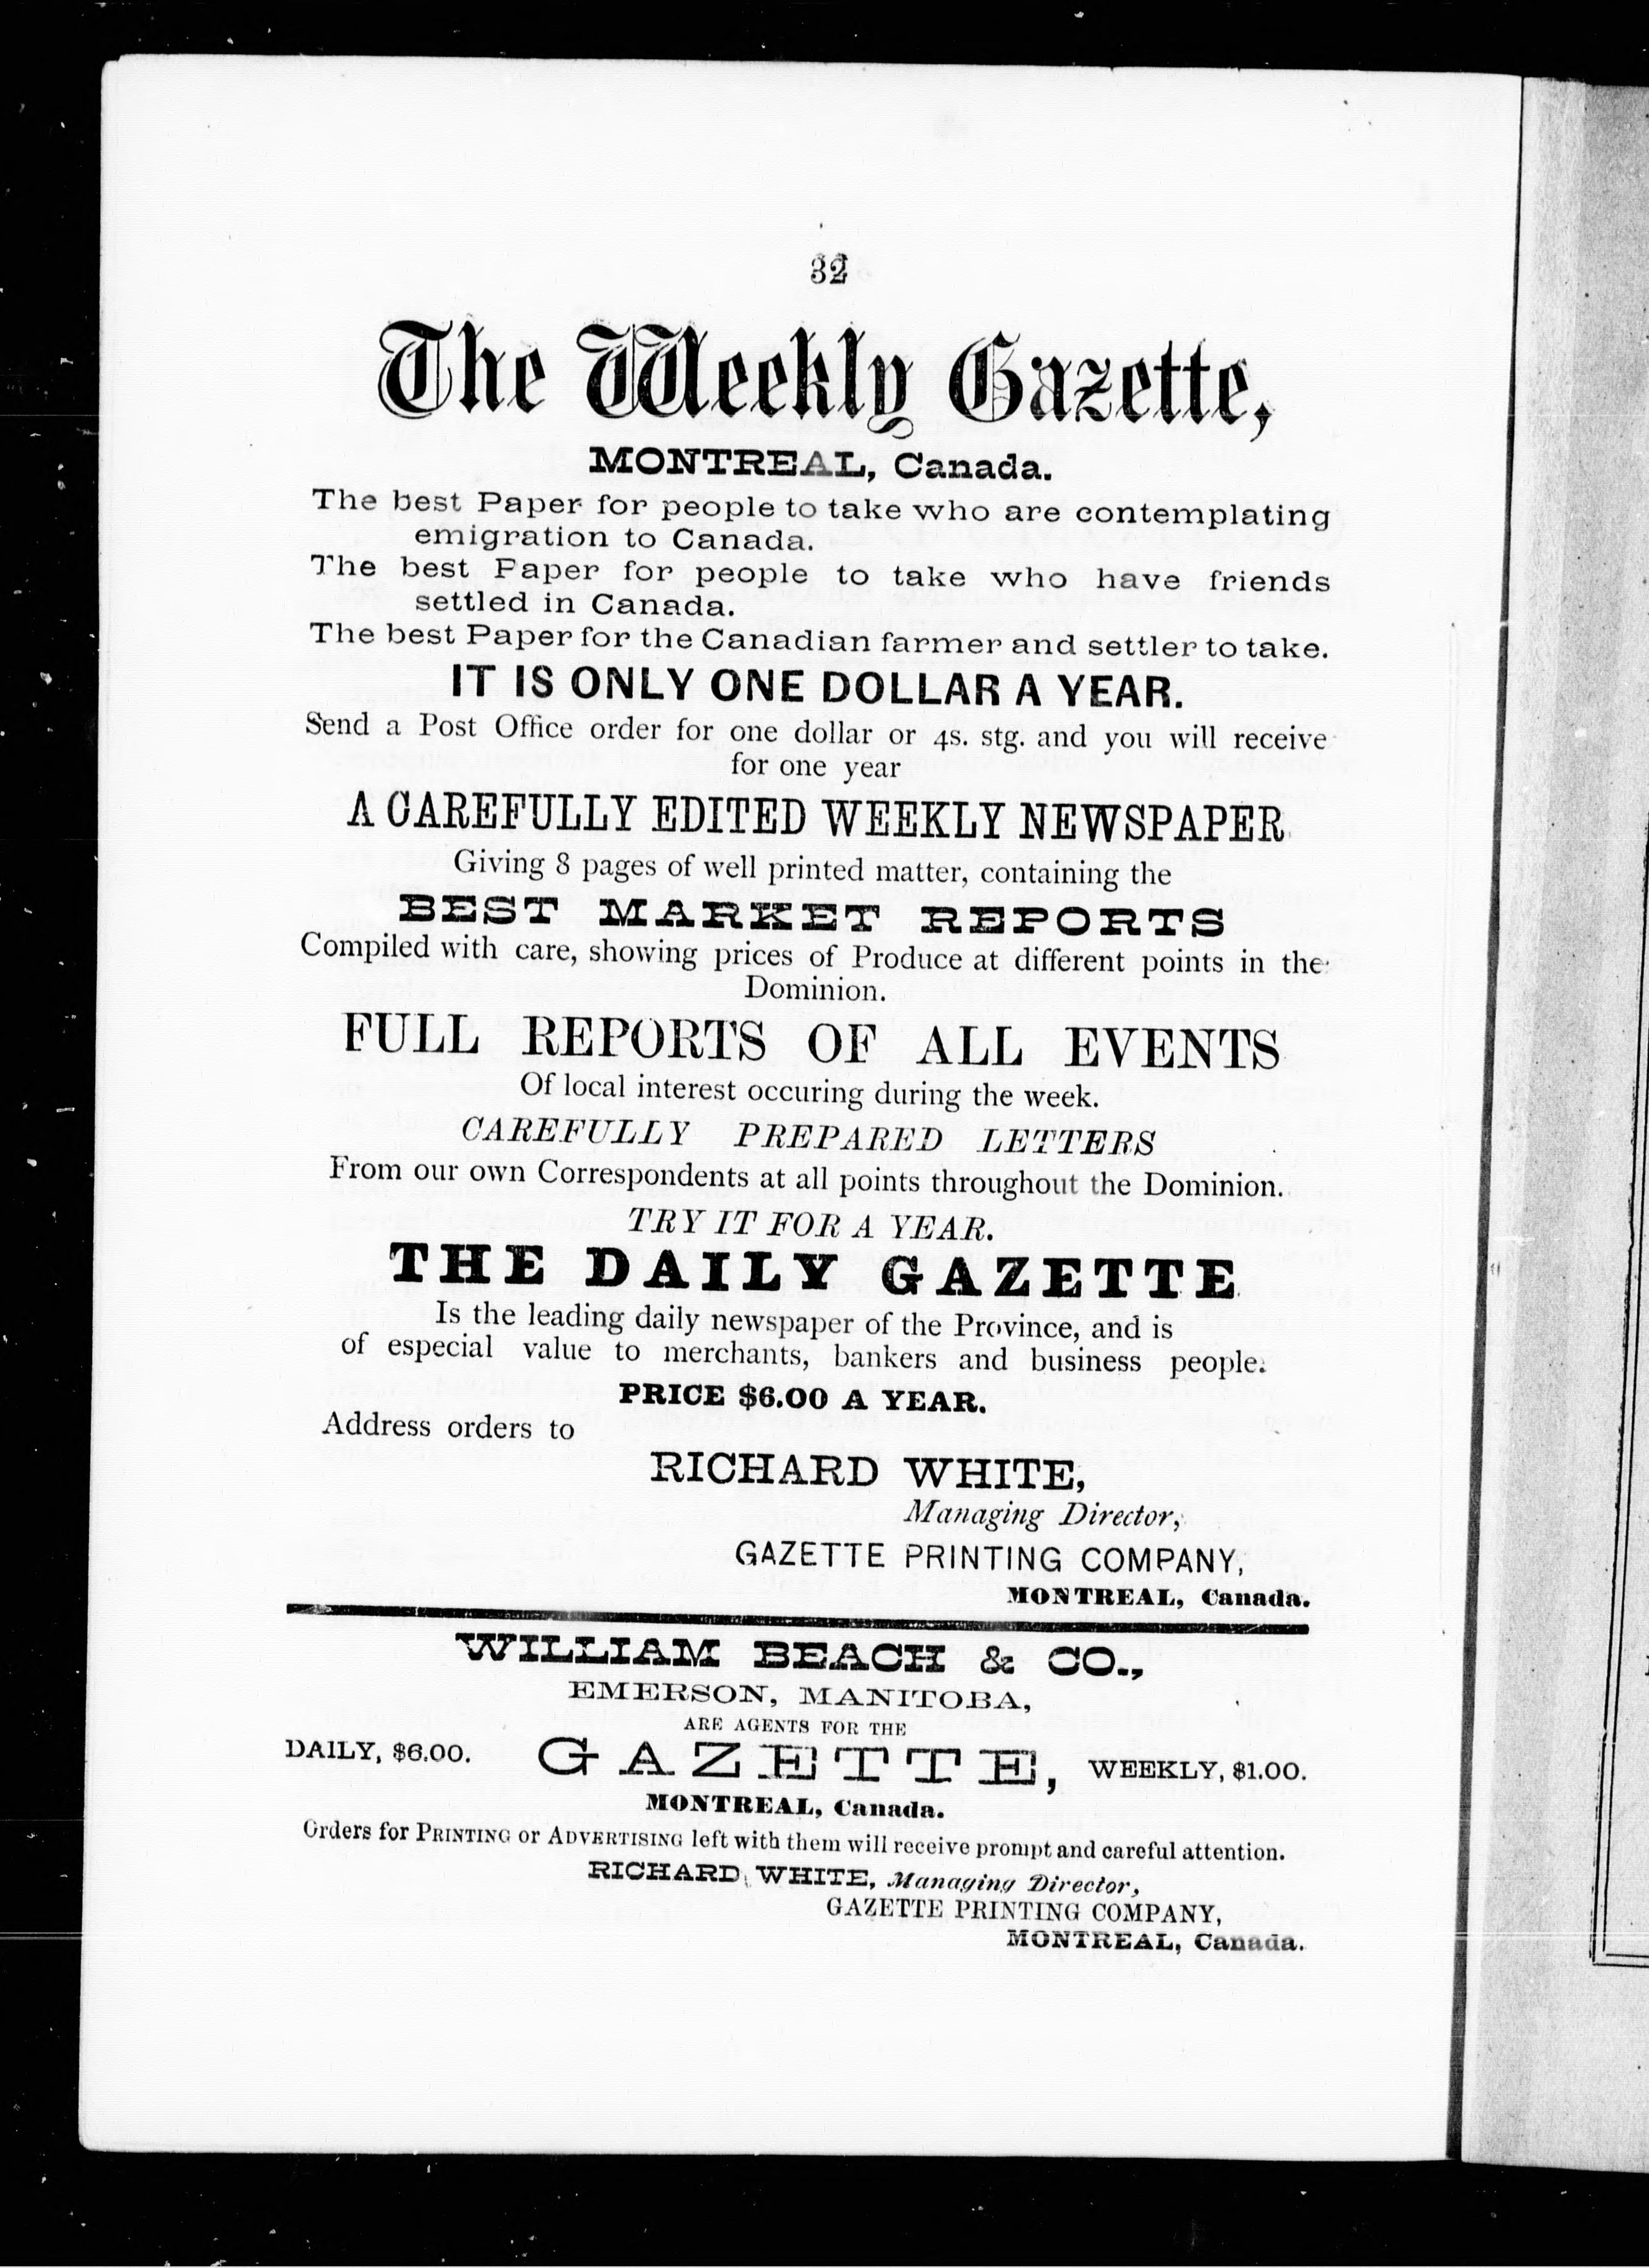 32
The Weekly Gazette,
MONTREAL, Canada.
The best Paper for people to take who are contemplating
emigration to Canada.
The best Paper for people to take who have friends
settled in Canada.
The best Paper for the Canadian farmer and settler to take.
IT IS ONLY ONE DOLLAR A YEAR.
Send a Post Office order for one dollar or 4s. stg. and you will receive
for one year
A CAREFULLY EDITED WEEKLY NEWSPAPER
Giving 8 pages of well printed matter, containing the
BEST MARKET REPORTS
Compiled with care, showing prices of Produce at different points in the
Dominion.
FULL REPORTS OF ALL EVENTS
Of local interest occuring during the week.
CAREFULLY PREPARED LETTERS
From our own Correspondents at all points throughout the Dominion.
TRY IT FOR A YEAR.
THE DAILY GAZETTE
Is the leading daily newspaper of the Province, and is
of especial value to merchants, bankers and business people.
PRICE $6.00 A YEAR.
Address orders to
RICHARD WHITE,
Managing Director,
GAZETTE PRINTING COMPANY,
MONTREAL, Canada.
WILLIAM BEACH & CO.,
EMERSON, MANITOBA,
ARE AGENTS FOR THE
DAILY, $6.00. GAZETTE, WEEKLY, $1.00.
MONTREAL, Canada.
Orders for PRINTING or ADVERTISING left with them will receive prompt and careful attention.
RICHARD WHITE, Managing Director,
GAZETTE PRINTING COMPANY,
MONTREAL, Canada.